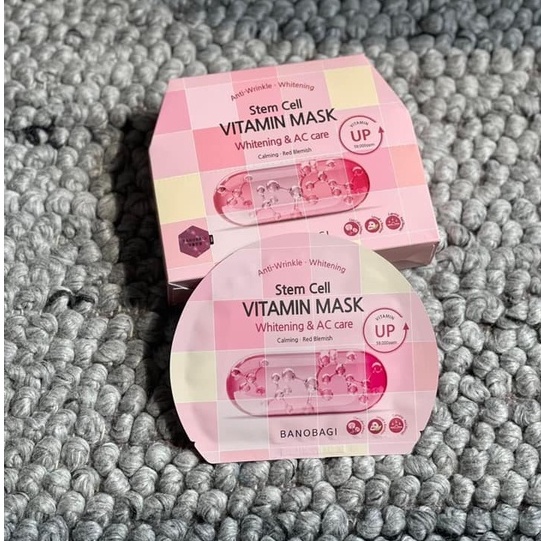 Anti-Wrinkle · Whitening
Stem Cell
VITAMIN MASK
Whitening & AC care
Calming · Red Blemish
VITAMIN
UP
Anti-Wrinkle · Whitening
Stem Cell
VITAMIN MASK
Whitening & AC care
Calming · Red Blemish
VITAMIN
UP
BANOBAGI